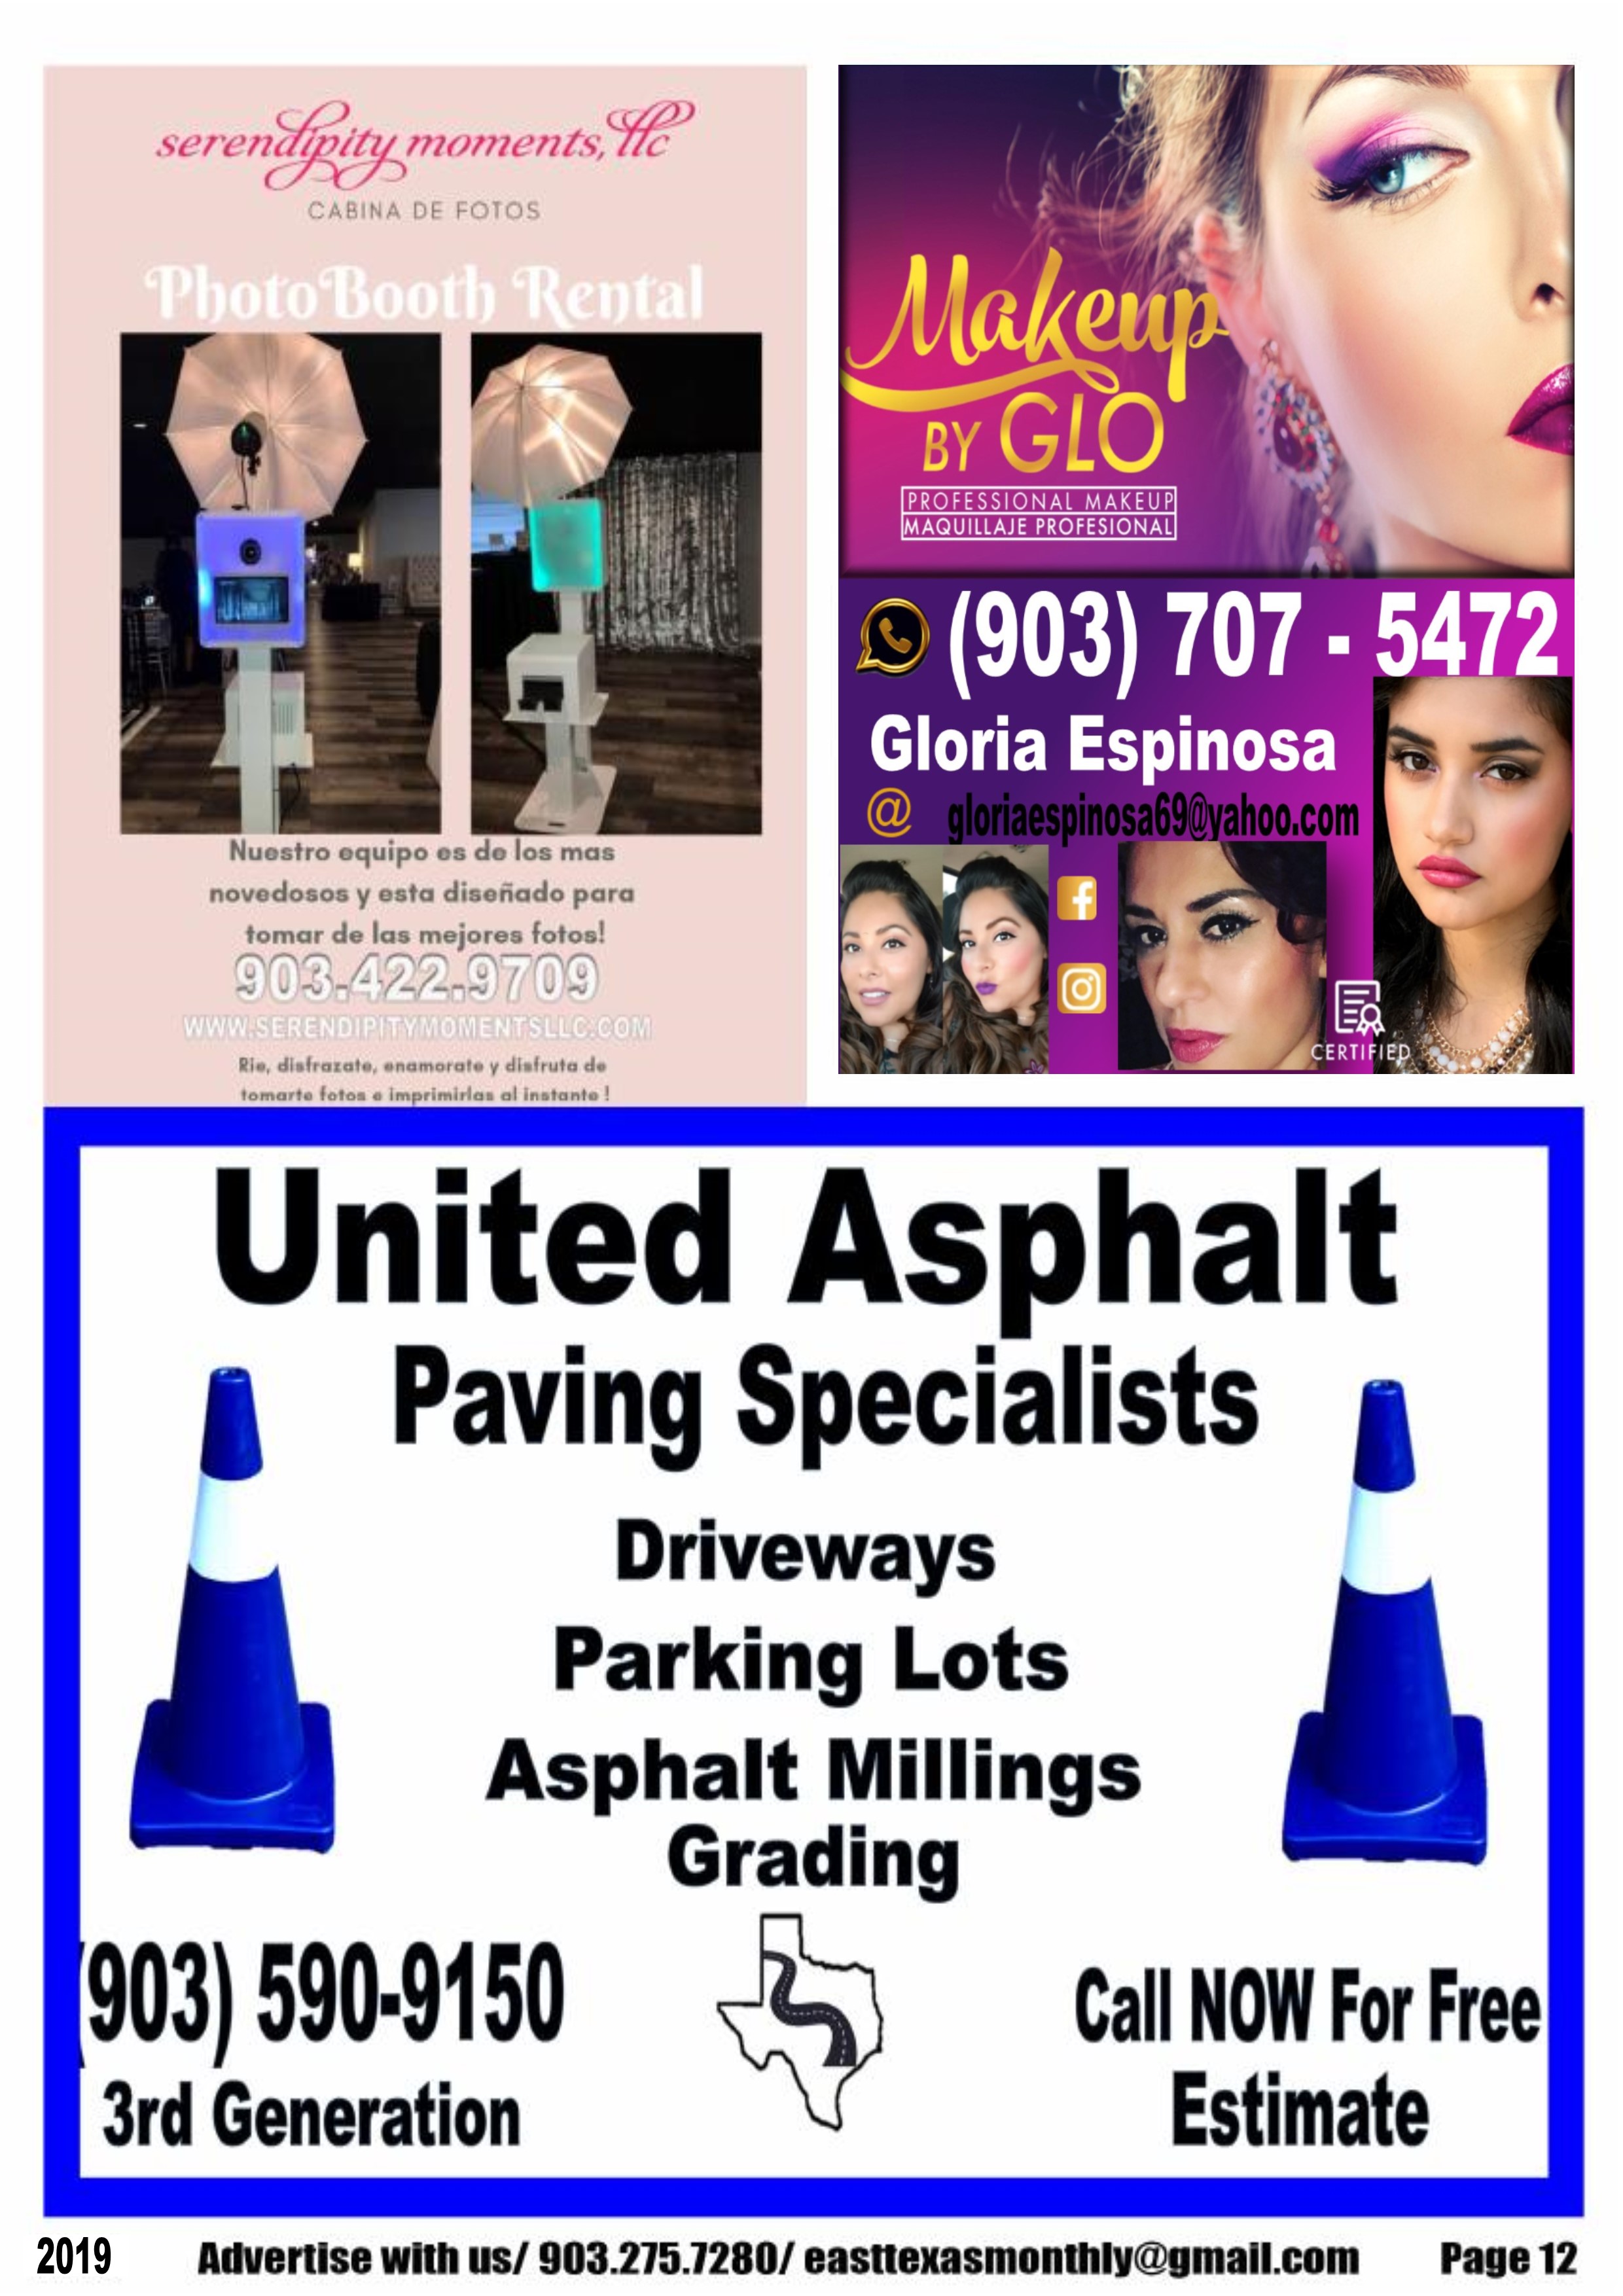 serendipity moments, llc
CABINA DE FOTOS
PhotoBooth Rental
Nuestro equipo es de los mas
novedosos y esta diseñado para
tomar de las mejores fotos!
903.422.9709
WWW.SERENDIPITYMOMENTSLLC.COM
Rie, disfrazate, enamorate y disfruta de
tomarte fotos e imprimirlas al instante !
Makeup
BY GLO
PROFESSIONAL MAKEUP
MAQUILLAJE PROFESIONAL
(903) 707 - 5472
Gloria Espinosa
@ gloriaespinosa69@yahoo.com
CERTIFIED
United Asphalt
Paving Specialists
Driveways
Parking Lots
Asphalt Millings
Grading
(903) 590-9150
3rd Generation
Call NOW For Free
Estimate
2019 Advertise with us/ 903.275.7280/ easttexasmonthly@gmail.com Page 12